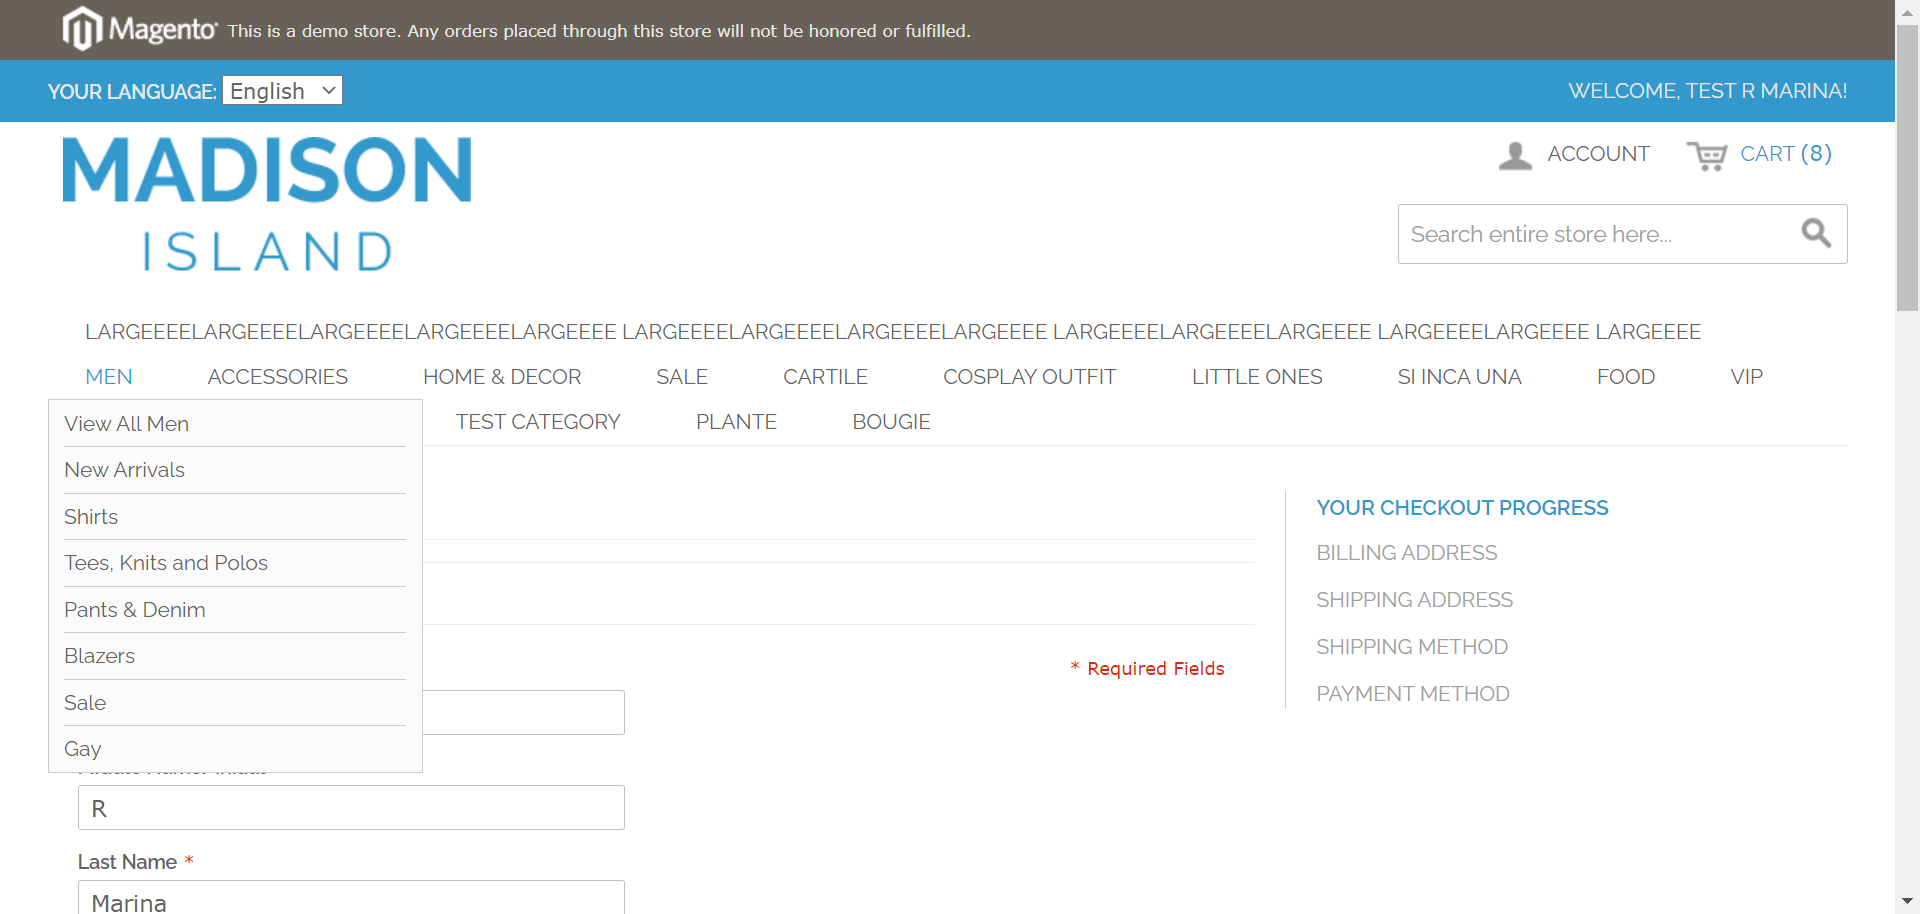 Magento This is a demo store. Any orders placed through this store will not be honored or fulfilled.
YOUR LANGUAGE: English WELCOME, TEST R MARINA!
MADISON
ISLAND
ACCOUNT CART (8)
Search entire store here...
LARGEEEELARGEEEELARGEEEELARGEEEELARGEEEE LARGEEEELARGEEEELARGEEEELARGEEEE LARGEEEELARGEEEELARGEEEE LARGEEEELARGEEEE LARGEEEE
MEN ACCESSORIES HOME & DECOR SALE CARTILE COSPLAY OUTFIT LITTLE ONES SI INCA UNA FOOD VIP
TEST CATEGORY PLANTE BOUGIE
View All Men
New Arrivals
Shirts
Tees, Knits and Polos
Pants & Denim
Blazers
Sale
Gay
YOUR CHECKOUT PROGRESS
BILLING ADDRESS
SHIPPING ADDRESS
SHIPPING METHOD
PAYMENT METHOD
* Required Fields
R
Last Name *
Marina